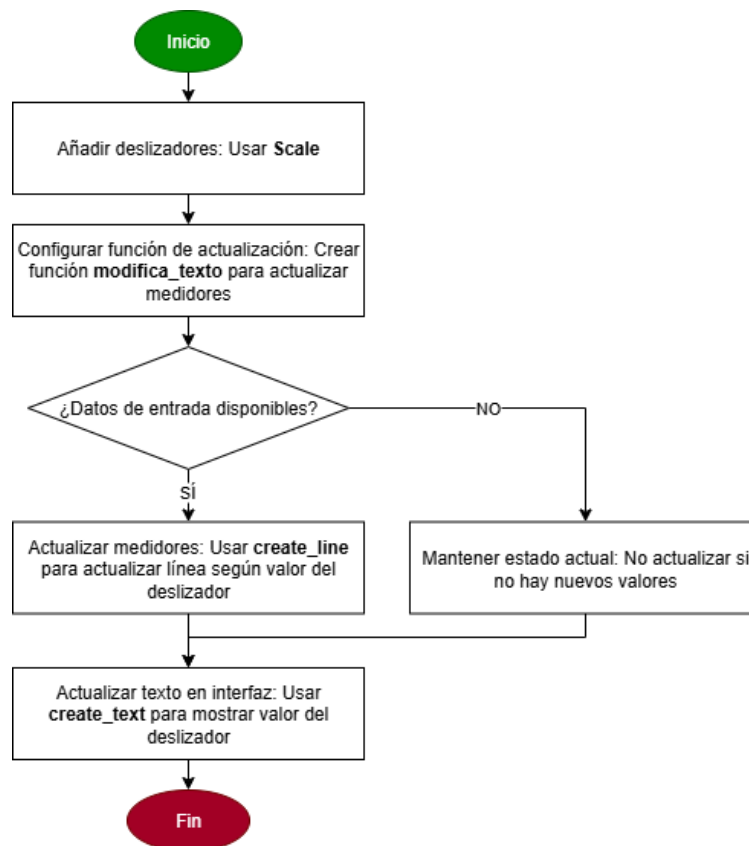 Inicio
Añadir deslizadores: Usar Scale
Configurar función de actualización: Crear
función modifica_texto para actualizar
medidores
¿Datos de entrada disponibles?
NO
SÍ
Actualizar medidores: Usar create_line
para actualizar línea según valor del
deslizador
Mantener estado actual: No actualizar si
no hay nuevos valores
Actualizar texto en interfaz: Usar
create_text para mostrar valor del
deslizador
Fin